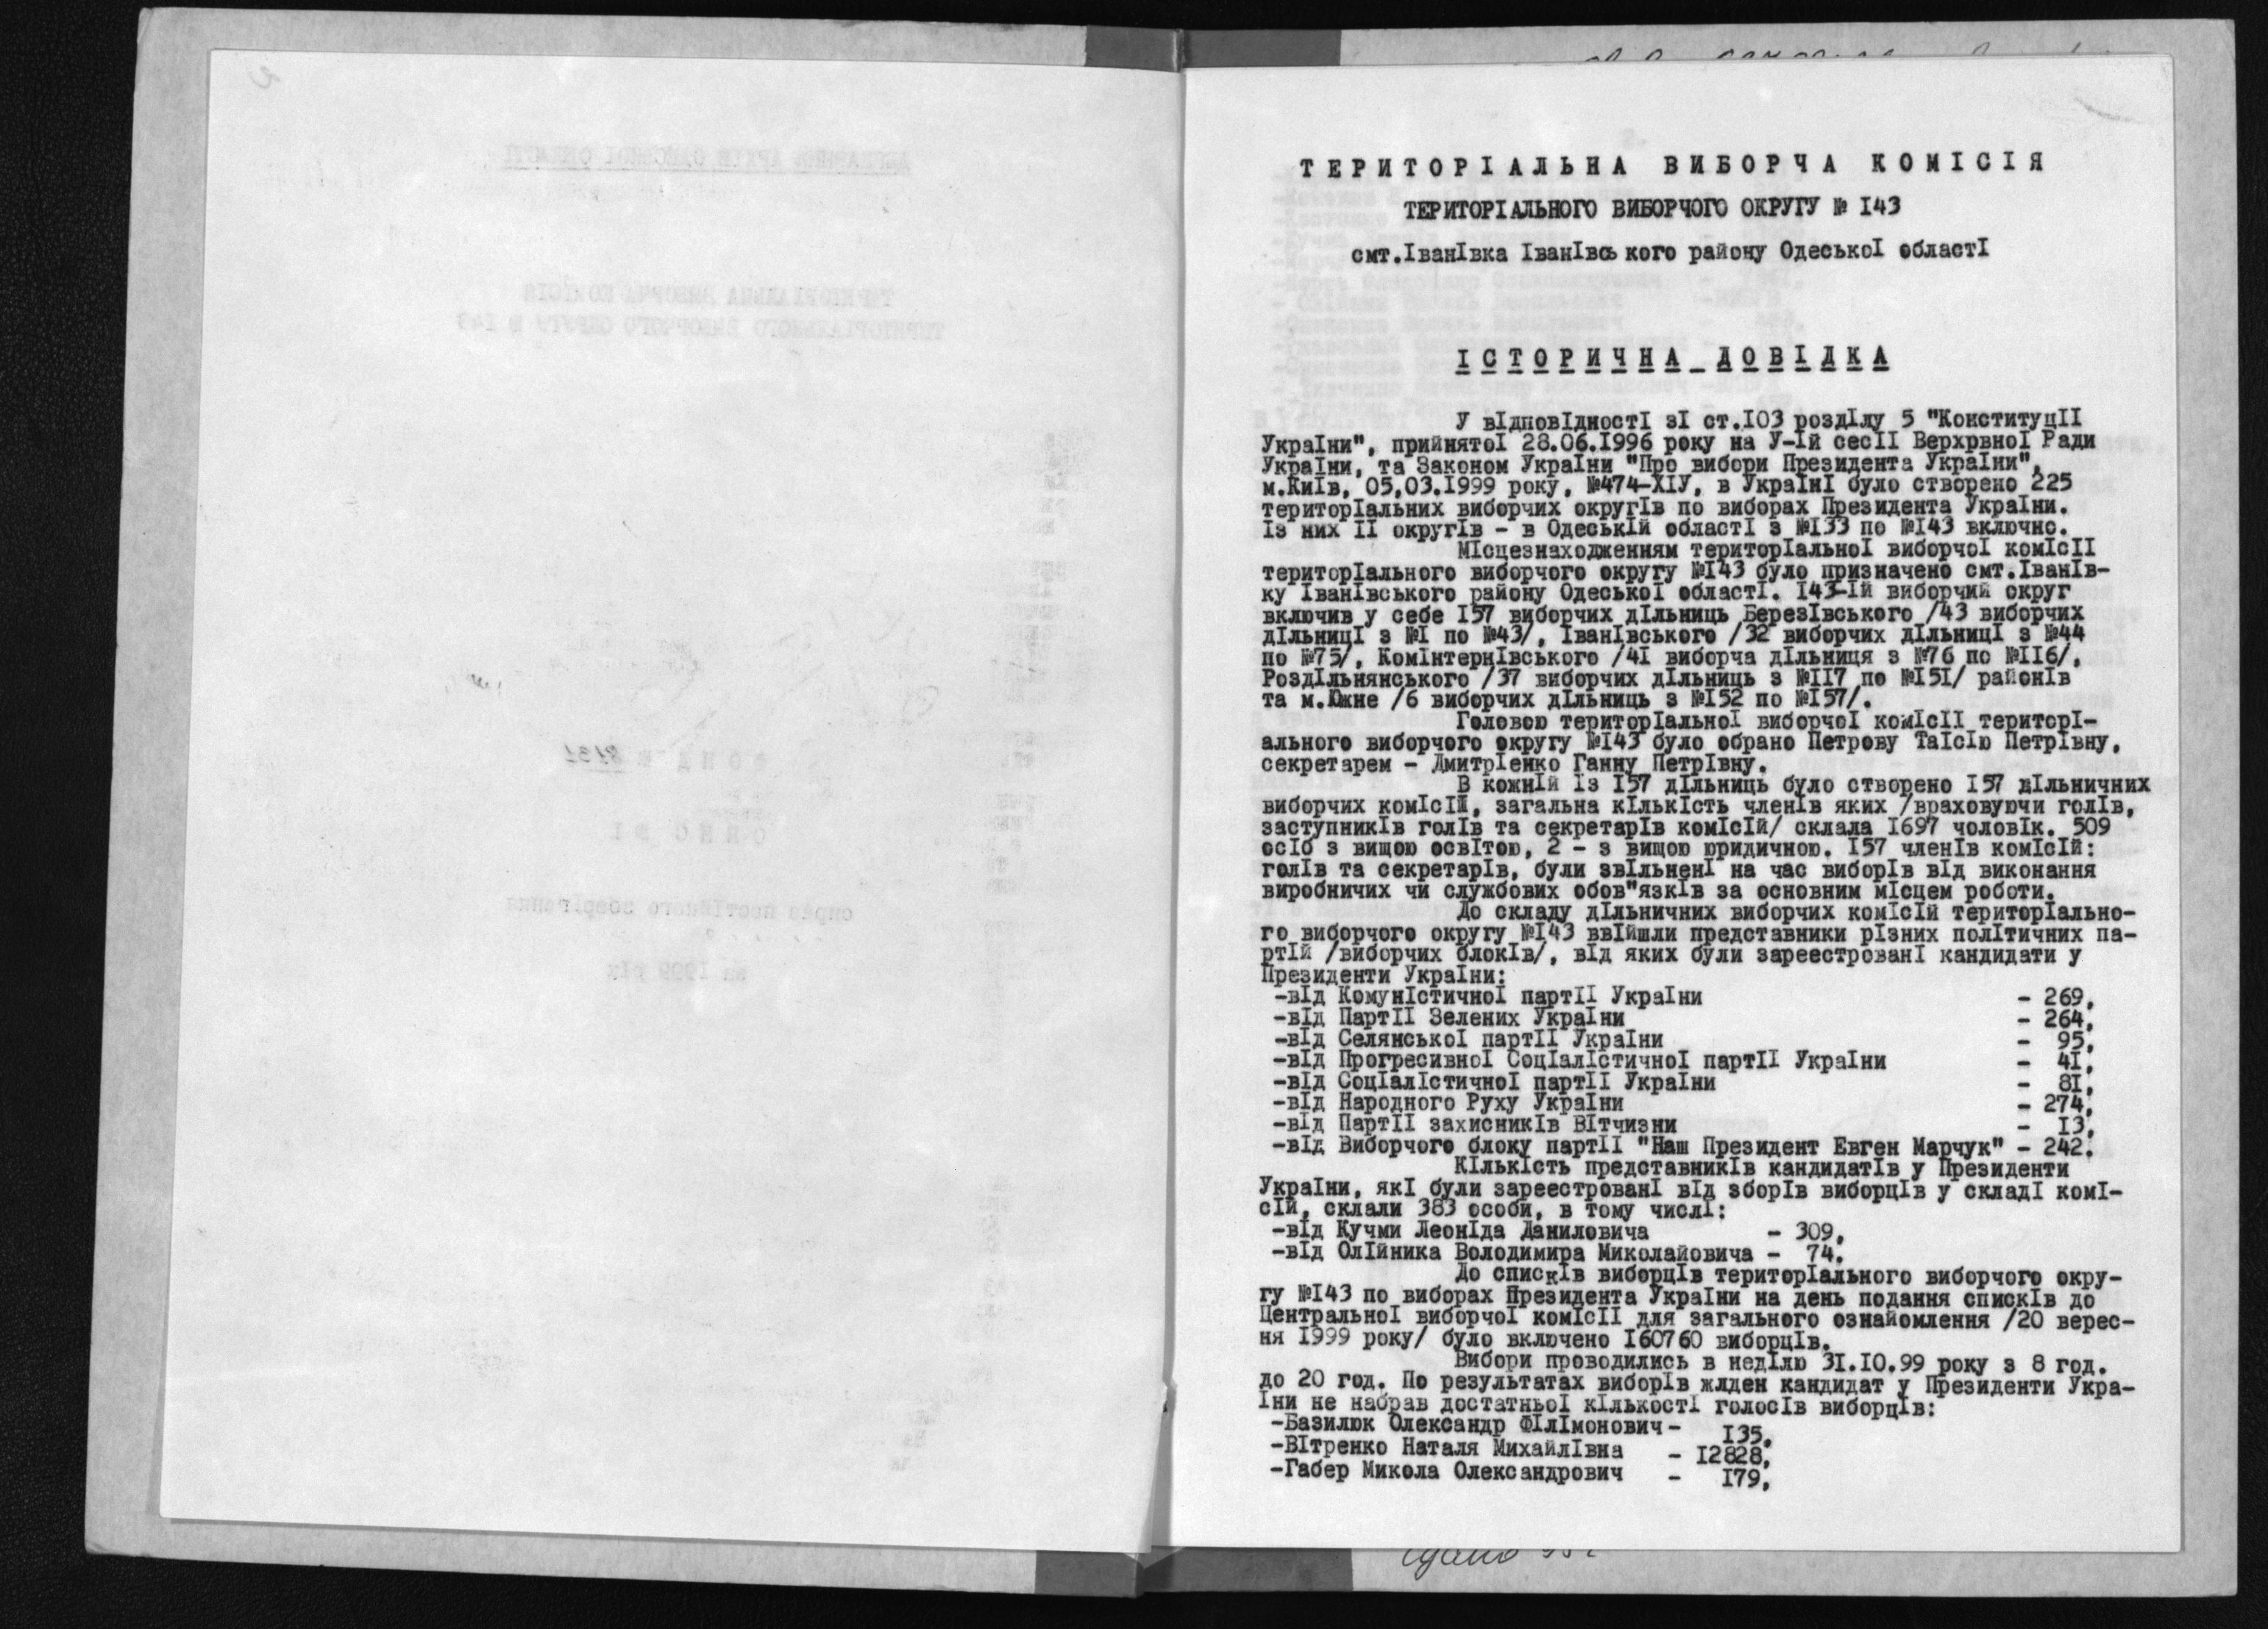 ТЕРИТОРІАЛЬНА ВИБОРЧА КОМІСІЯ
ТЕРИТОРІАЛЬНОГО ВИБОРЧОГО ОКРУГУ № І43
смт.Іванівка Іванівсь кого району Одеської області
ІСТОРИЧНА ДОВІДКА
У відповідності зі ст.ІОЗ розділу 5 "Конституції
України", прийнятої 28.06.І996 року на У-ій сесії Верхрвної Ради
України, та Законом України "Про вибори Президента України",
м.Київ, 05,03.І999 року, №474-ХІУ, в Україні було створено 225
територіальних виборчих округів по виборах Президента України.
Із них ІІ округів - в Одеській області з №І33 по №І43 включно.
Місцезнаходженням територіальної виборчої комісії
територіального виборчого округу №І43 було призначено смт.Іванів-
ку Іванівського району Одеської області. І43-ій виборчий округ
включив у себе І57 виборчих дільниць Березівського /43 виборчих
дільниці з №І по №43/, Іванівського /32 виборчих дільниці з №44
по №75/, Комінтернівського /4І виборча дільниця з №76 по №ІІ6/,
Роздільнянського /37 виборчих дільниць з №ІІ7 по №І5І/ районів
та м.Южне /6 виборчих дільниць з №І52 по №І57/.
Головою територіальної виборчої комісії територі-
ального виборчого округу №І43 було обрано Петрову Таїсію Петрівну,
секретарем - Дмитрієнко Ганну Петрівну.
В кожній із І57 дільниць було створено І57 дільничних
виборчих комісій, загальна кількість членів яких /враховуючи голів,
заступників голів та секретарів комісій/ склала І697 чоловік. 509
осіб з вищою освітою, 2 - з вищою юридичною. І57 членів комісій:
голів та секретарів, були звільнені на час виборів від виконання
виробничих чи службових обов"язків за основним місцем роботи.
До складу дільничних виборчих комісій територіально-
го виборчого округу №І43 ввійшли представники різних політичних па-
ртій /виборчих блоків/, від яких були зареестровані кандидати у
Президенти України:
-від Комуністичної партії України - 269,
-від Партії Зелених України - 264,
-від Селянської партії України - 95,
-від Прогресивної Соціалістичної партії України - 4І,
-від Соціалістичної партії України - 8І,
-від Народного Руху України - 274,
-від Партії захисників Вітчизни - І3,
-від Виборчого блоку партії "Наш Президент Евген Марчук" - 242.
Кількість представників кандидатів у Президенти
України, які були зареестровані від зборів виборців у складі комі-
сій, склали 383 особи, в тому числі:
-від Кучми Леоніда Даниловича - 309,
-від Олійника Володимира Миколайовича - 74.
До списків виборців територіального виборчого окру-
гу №І43 по виборах Президента України на день подання списків до
Центральної виборчої комісії для загального ознайомлення /20 верес-
ня І999 року/ було включено І60760 виборців.
Вибори проводились в неділю 3І.І0.99 року з 8 год.
до 20 год. По результатах виборів жлден кандидат у Президенти Укра-
їни не набрав достатньої кількості голосів виборців:
-Базилюк Олександр Філімонович - І35,
-Вітренко Наталя Михайлівна - І2828,
-Габер Микола Олександрович - І79,